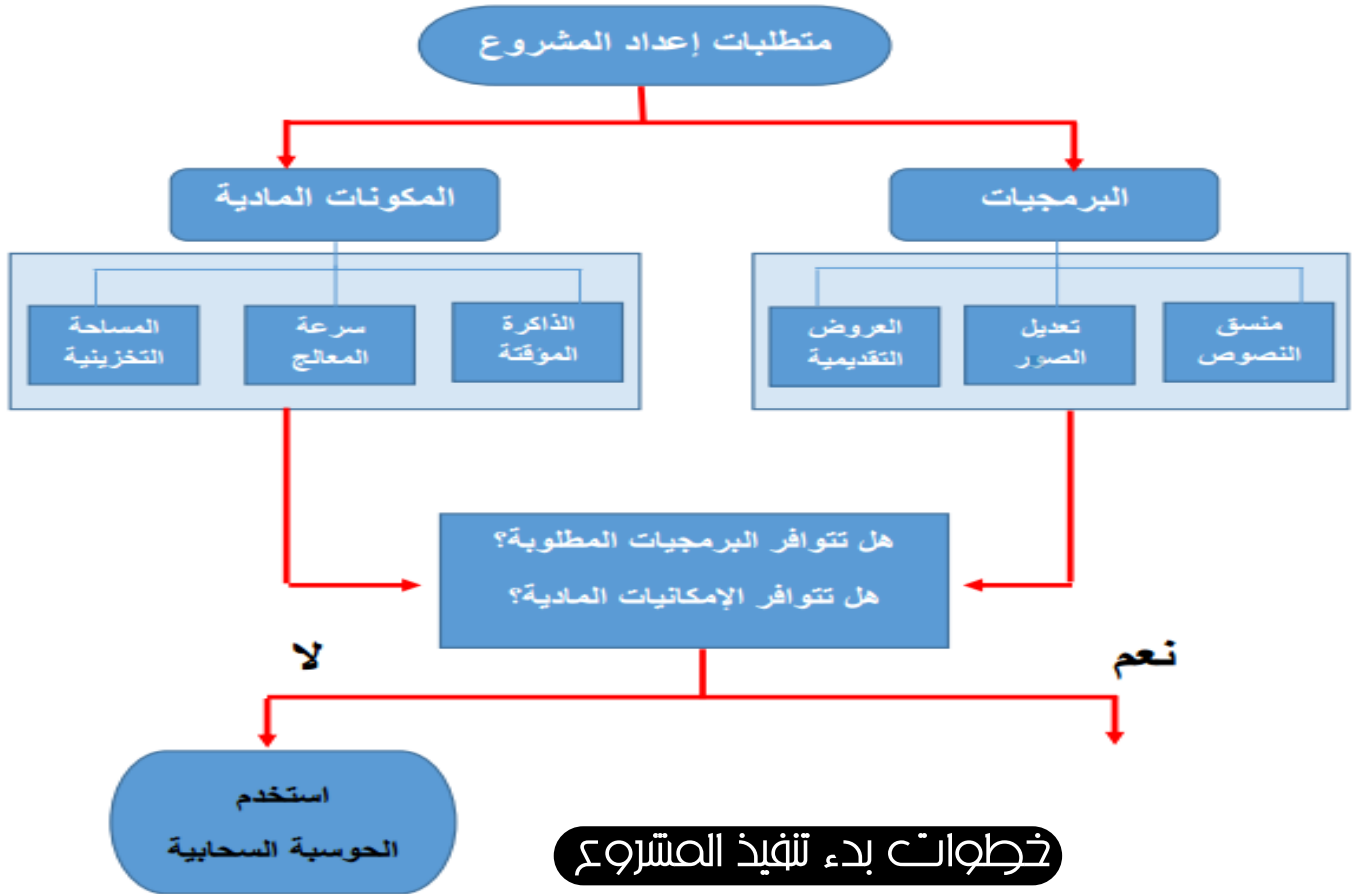 متطلبات إعداد المشروع
البرمجيات
المكونات المادية
منسق
النصوص
تعديل
الصور
العروض
التقديمية
الذاكرة
المؤقتة
سرعة
المعالج
المساحة
التخزينية
هل تتوافر البرمجيات المطلوبة؟
هل تتوافر الإمكانيات المادية؟
نعم
لا
استخدم
الحوسبة السحابية
خطوات بدء تنفيذ المشروع